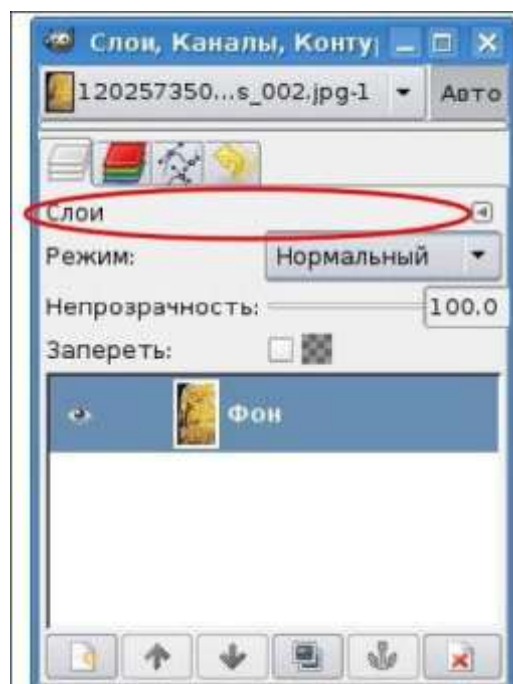 Слои, Каналы, Конту
120257350...s_002.jpg-1 Авто
Слои
Режим: Нормальный
Непрозрачность: 100.0
Запереть:
Фон